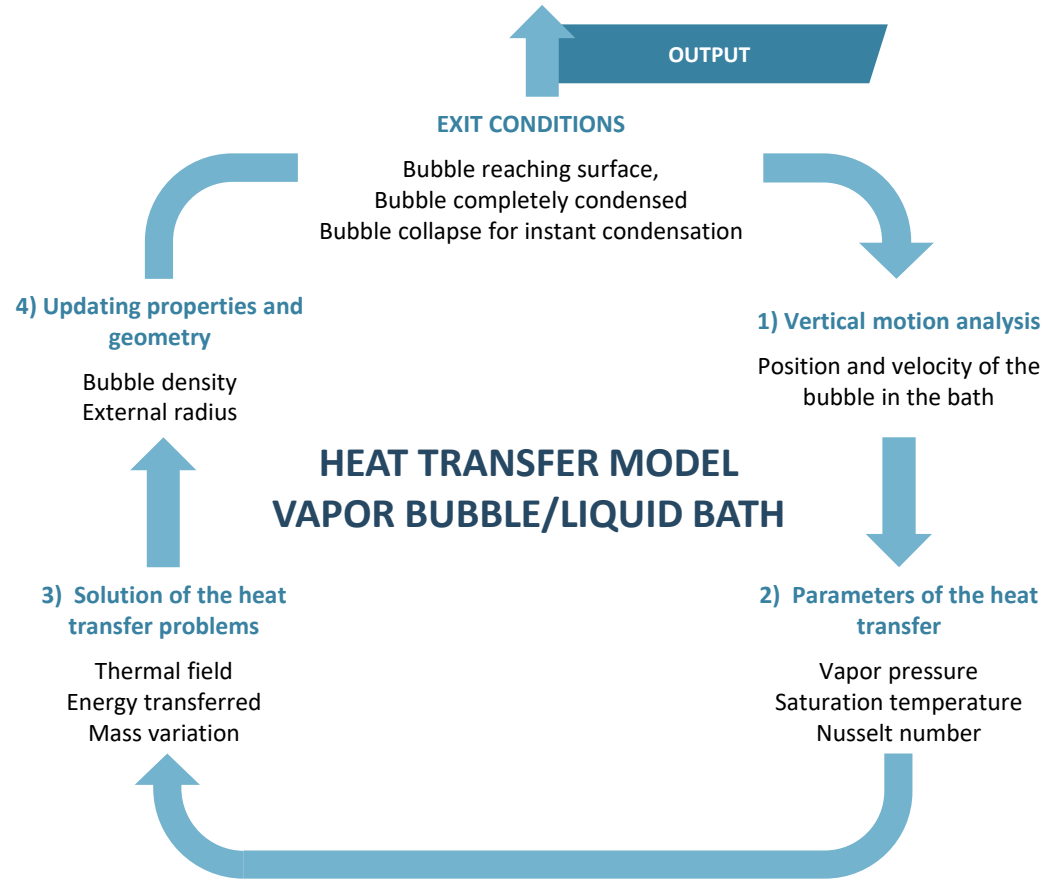 OUTPUT
EXIT CONDITIONS
Bubble reaching surface,
Bubble completely condensed
Bubble collapse for instant condensation
1) Vertical motion analysis
Position and velocity of the
bubble in the bath
2) Parameters of the heat
transfer
Vapor pressure
Saturation temperature
Nusselt number
3) Solution of the heat
transfer problems
Thermal field
Energy transferred
Mass variation
4) Updating properties and
geometry
Bubble density
External radius
HEAT TRANSFER MODEL
VAPOR BUBBLE/LIQUID BATH